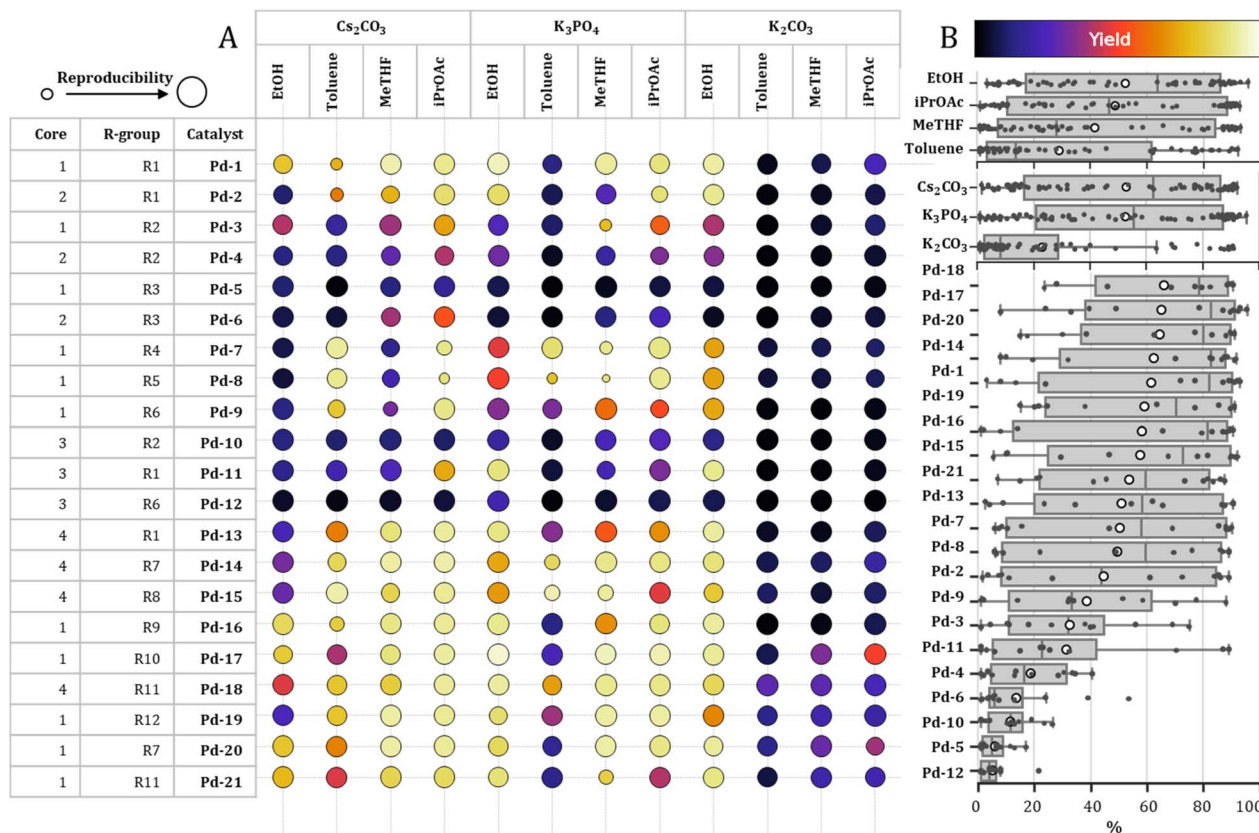 A
Cs₂CO₃ K₃PO₄ K₂CO₃
Reproducibility
EtOH Toluene MeTHF iPrOAc EtOH Toluene MeTHF iPrOAc EtOH Toluene MeTHF iPrOAc
Core R-group Catalyst
1 R1 Pd-1
2 R1 Pd-2
1 R2 Pd-3
2 R2 Pd-4
1 R3 Pd-5
2 R3 Pd-6
1 R4 Pd-7
1 R5 Pd-8
1 R6 Pd-9
3 R2 Pd-10
3 R1 Pd-11
3 R6 Pd-12
4 R1 Pd-13
4 R7 Pd-14
4 R8 Pd-15
1 R9 Pd-16
1 R10 Pd-17
4 R11 Pd-18
1 R12 Pd-19
1 R7 Pd-20
1 R11 Pd-21
B
Yield
EtOH
iPrOAc
MeTHF
Toluene
Cs₂CO₃
K₃PO₄
K₂CO₃
Pd-18
Pd-17
Pd-20
Pd-14
Pd-1
Pd-19
Pd-16
Pd-15
Pd-21
Pd-13
Pd-7
Pd-8
Pd-2
Pd-9
Pd-3
Pd-11
Pd-4
Pd-6
Pd-10
Pd-5
Pd-12
0 20 40 60 80 100
%